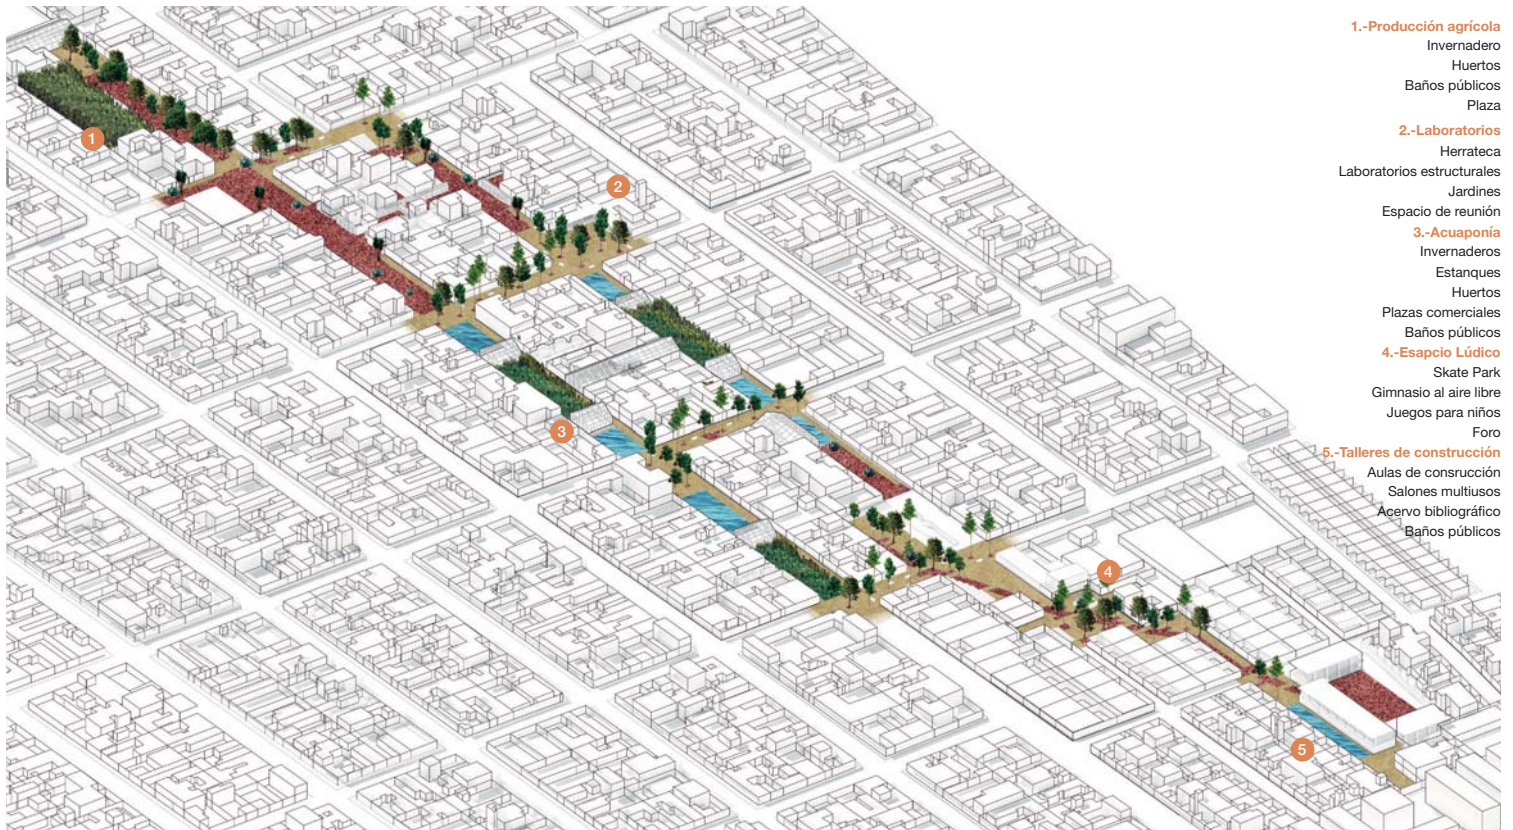 1.-Producción agrícola
Invernadero
Huertos
Baños públicos
Plaza
2.-Laboratorios
Herrateca
Laboratorios estructurales
Jardines
Espacio de reunión
3.-Acuaponía
Invernaderos
Estanques
Huertos
Plazas comerciales
Baños públicos
4.-Esapcio Lúdico
Skate Park
Gimnasio al aire libre
Juegos para niños
Foro
5.-Talleres de construcción
Aulas de consrucción
Salones multiusos
Acervo bibliográfico
Baños públicos
1
2
3
4
5